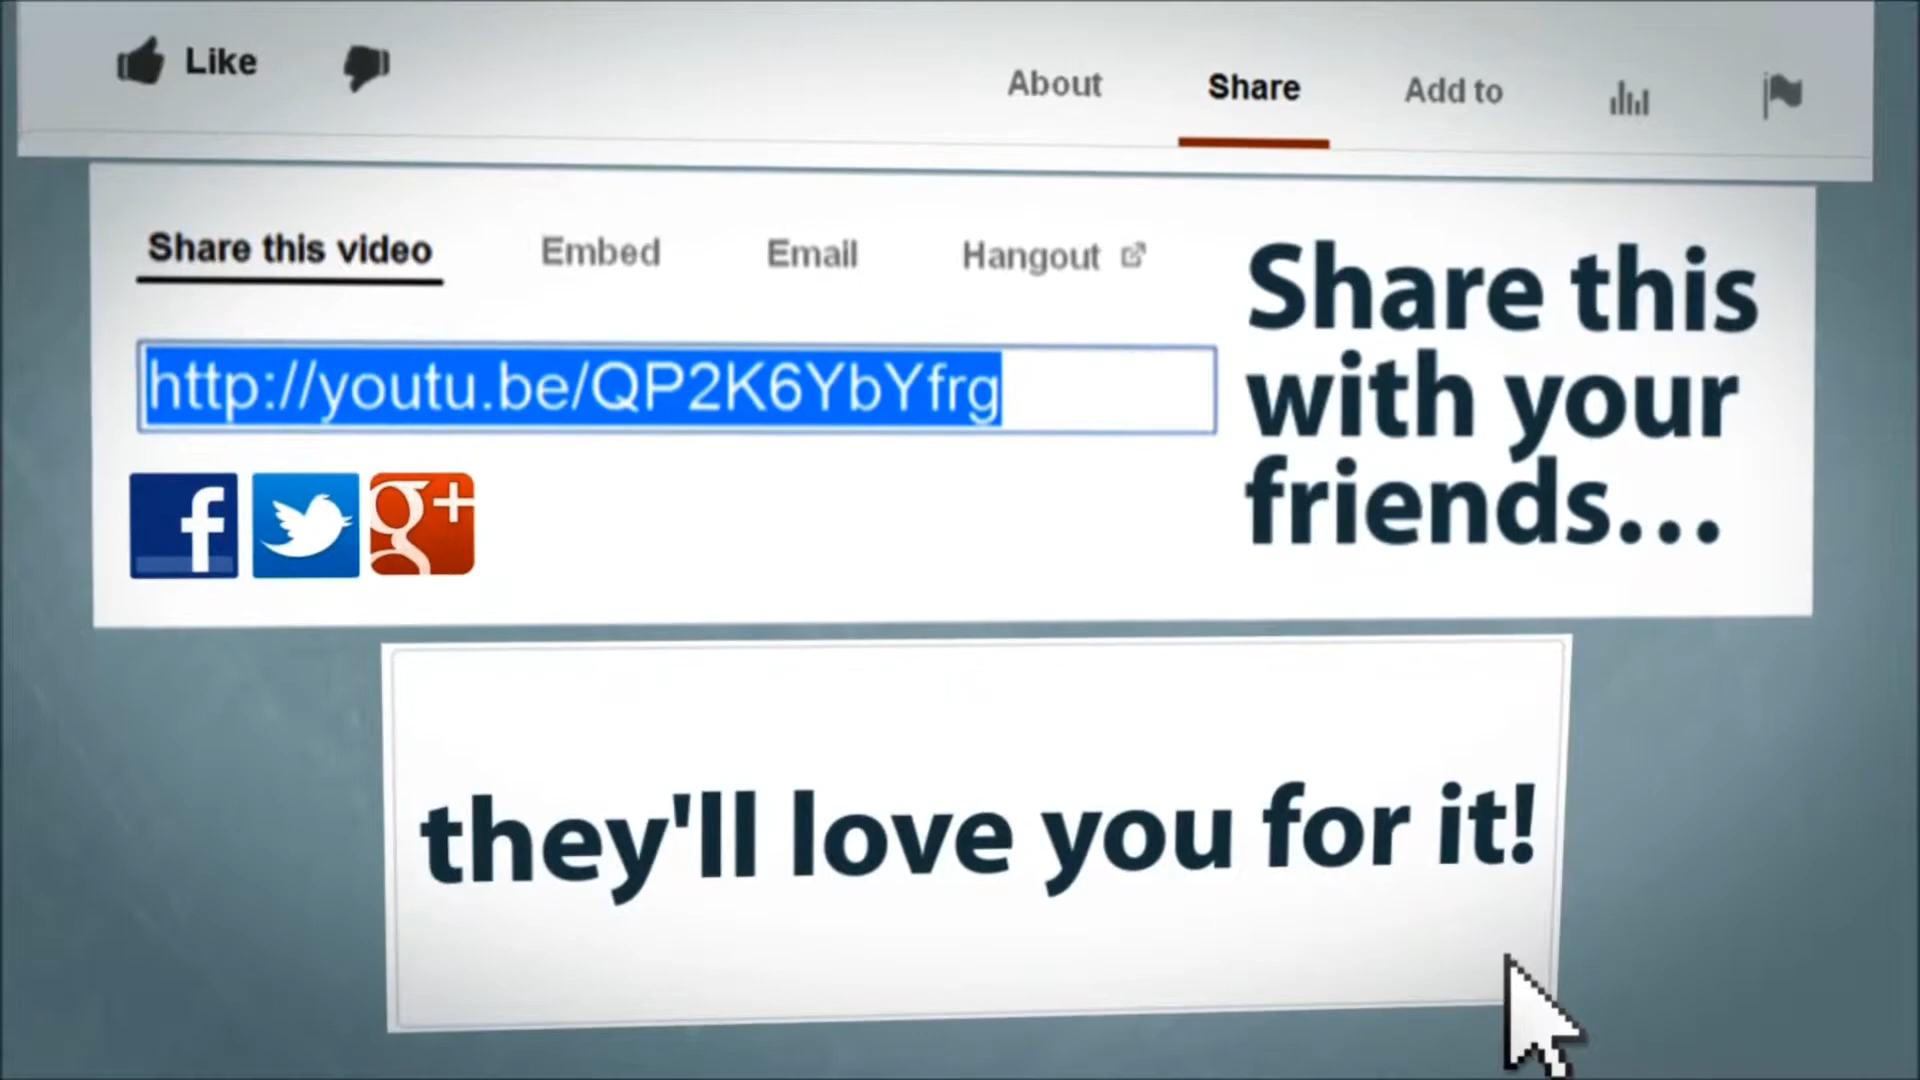 Like
About Share Add to
Share this video Embed Email Hangout
http://youtu.be/QP2K6YbYfrg
f g+
Share this
with your
friends...
they'll love you for it!